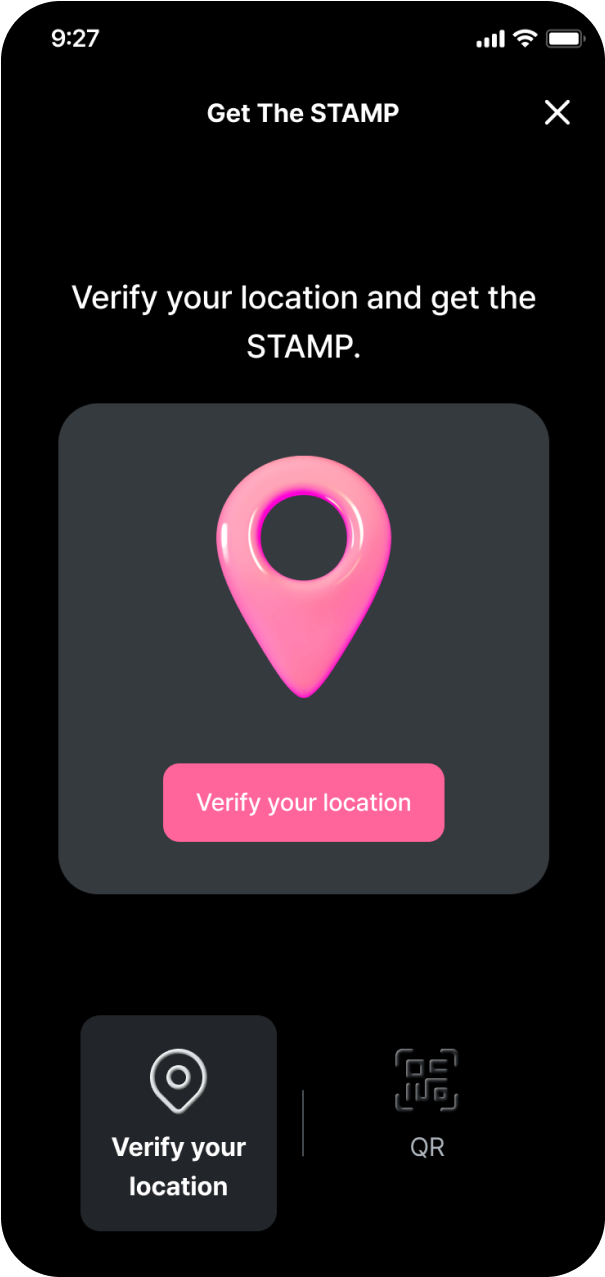 9:27
Get The STAMP
Verify your location and get the
STAMP.
Verify your location
Verify your
location
QR